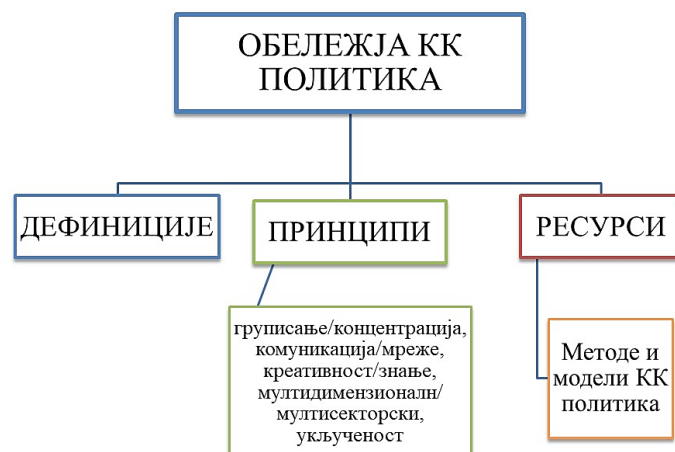 ОБЕЛЕЖЈА КК
ПОЛИТИКА
ДЕФИНИЦИЈЕ
ПРИНЦИПИ
РЕСУРСИ
груписање/концентрација,
комуникација/мреже,
креативност/знање,
мултидимензионалн/
мултисекторски,
укљученост
Методе и
модели КК
политика